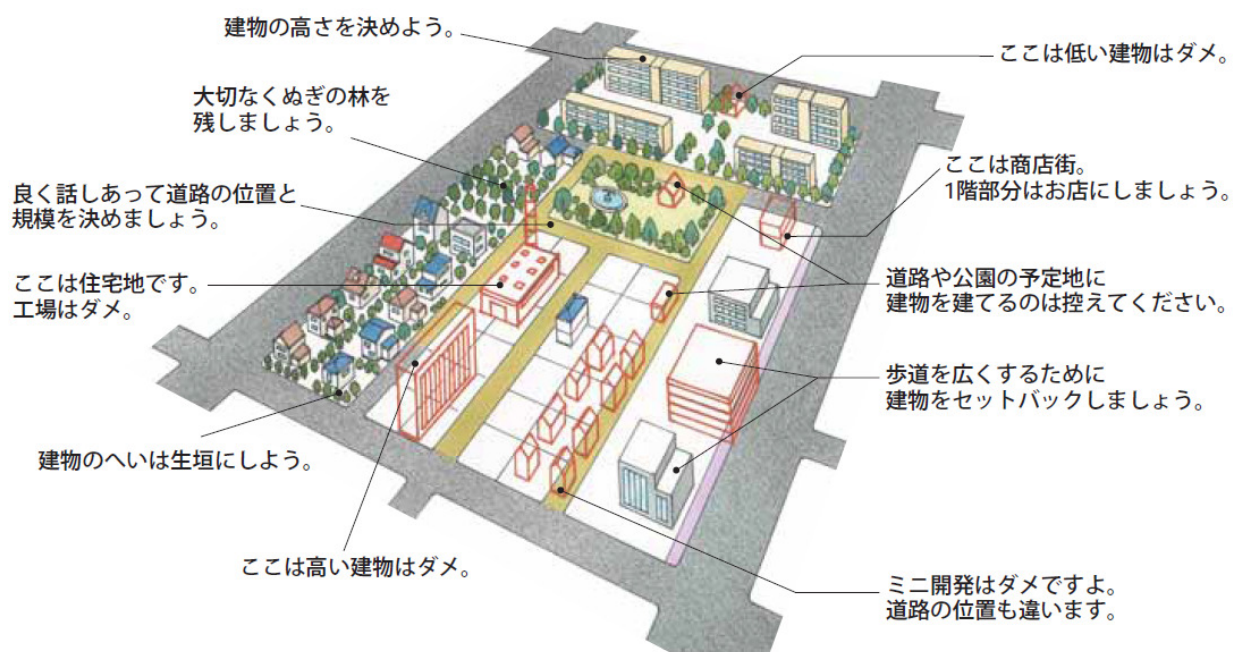 建物の高さを決めよう。
ここは低い建物はダメ。
大切なくぬぎの林を
残しましょう。
ここは商店街。
1階部分はお店にしましょう。
良く話しあって道路の位置と
規模を決めましょう。
ここは住宅地です。
工場はダメ。
道路や公園の予定地に
建物を建てるのは控えてください。
歩道を広くするために
建物をセットバックしましょう。
建物のへいは生垣にしよう。
ここは高い建物はダメ。
ミニ開発はダメですよ。
道路の位置も違います。